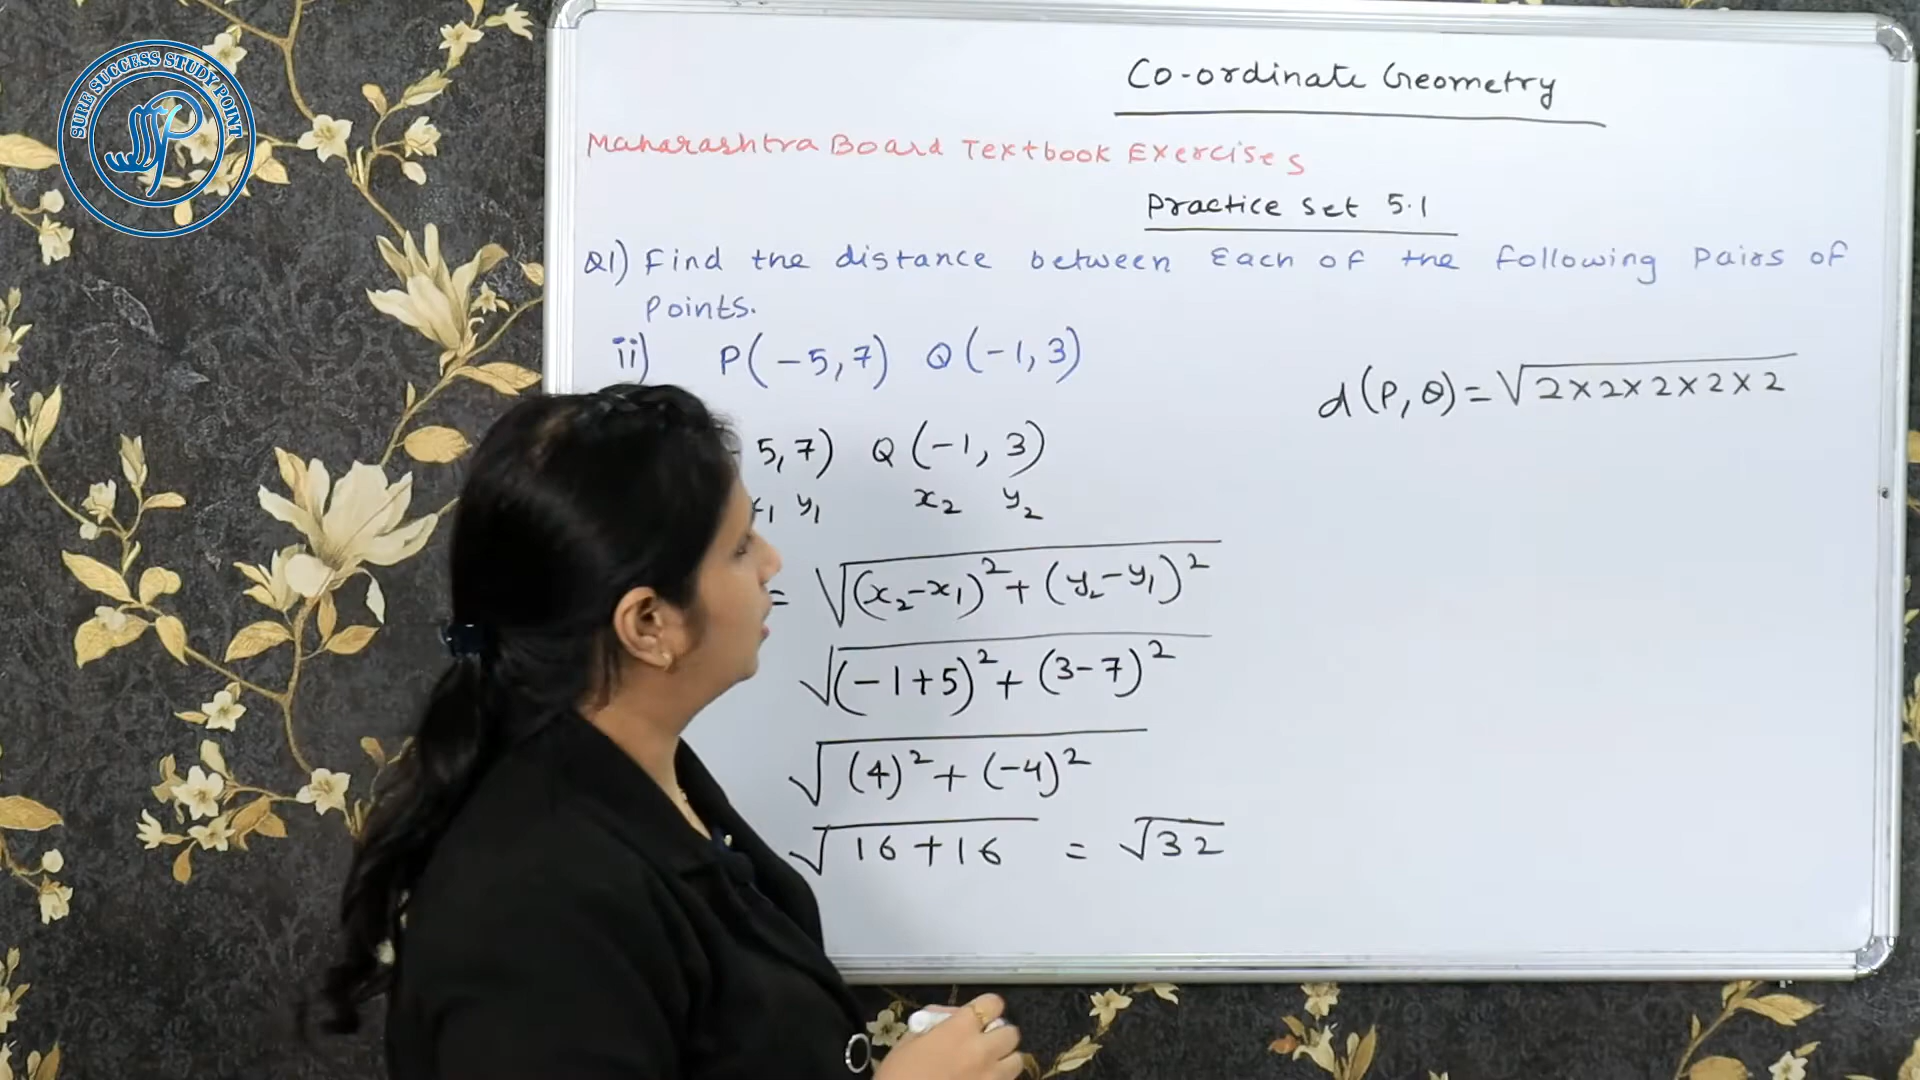 SURE SUCCESS STUDY POINT
SSP
Co-ordinate Geometry
Maharashtra Board Textbook Exercises
Practice Set 5.1
Q1) Find the distance between Each of the following Pairs of
Points.
ii) P(-5,7) Q(-1,3)
5,7) Q(-1, 3)
x₁ y₁ x₂ y₂
= √(x₂-x₁)² + (y₂-y₁)²
√(-1+5)² + (3-7)²
√(4)² + (-4)²
√16+16 = √32
d(P, Q) = √2×2×2×2×2